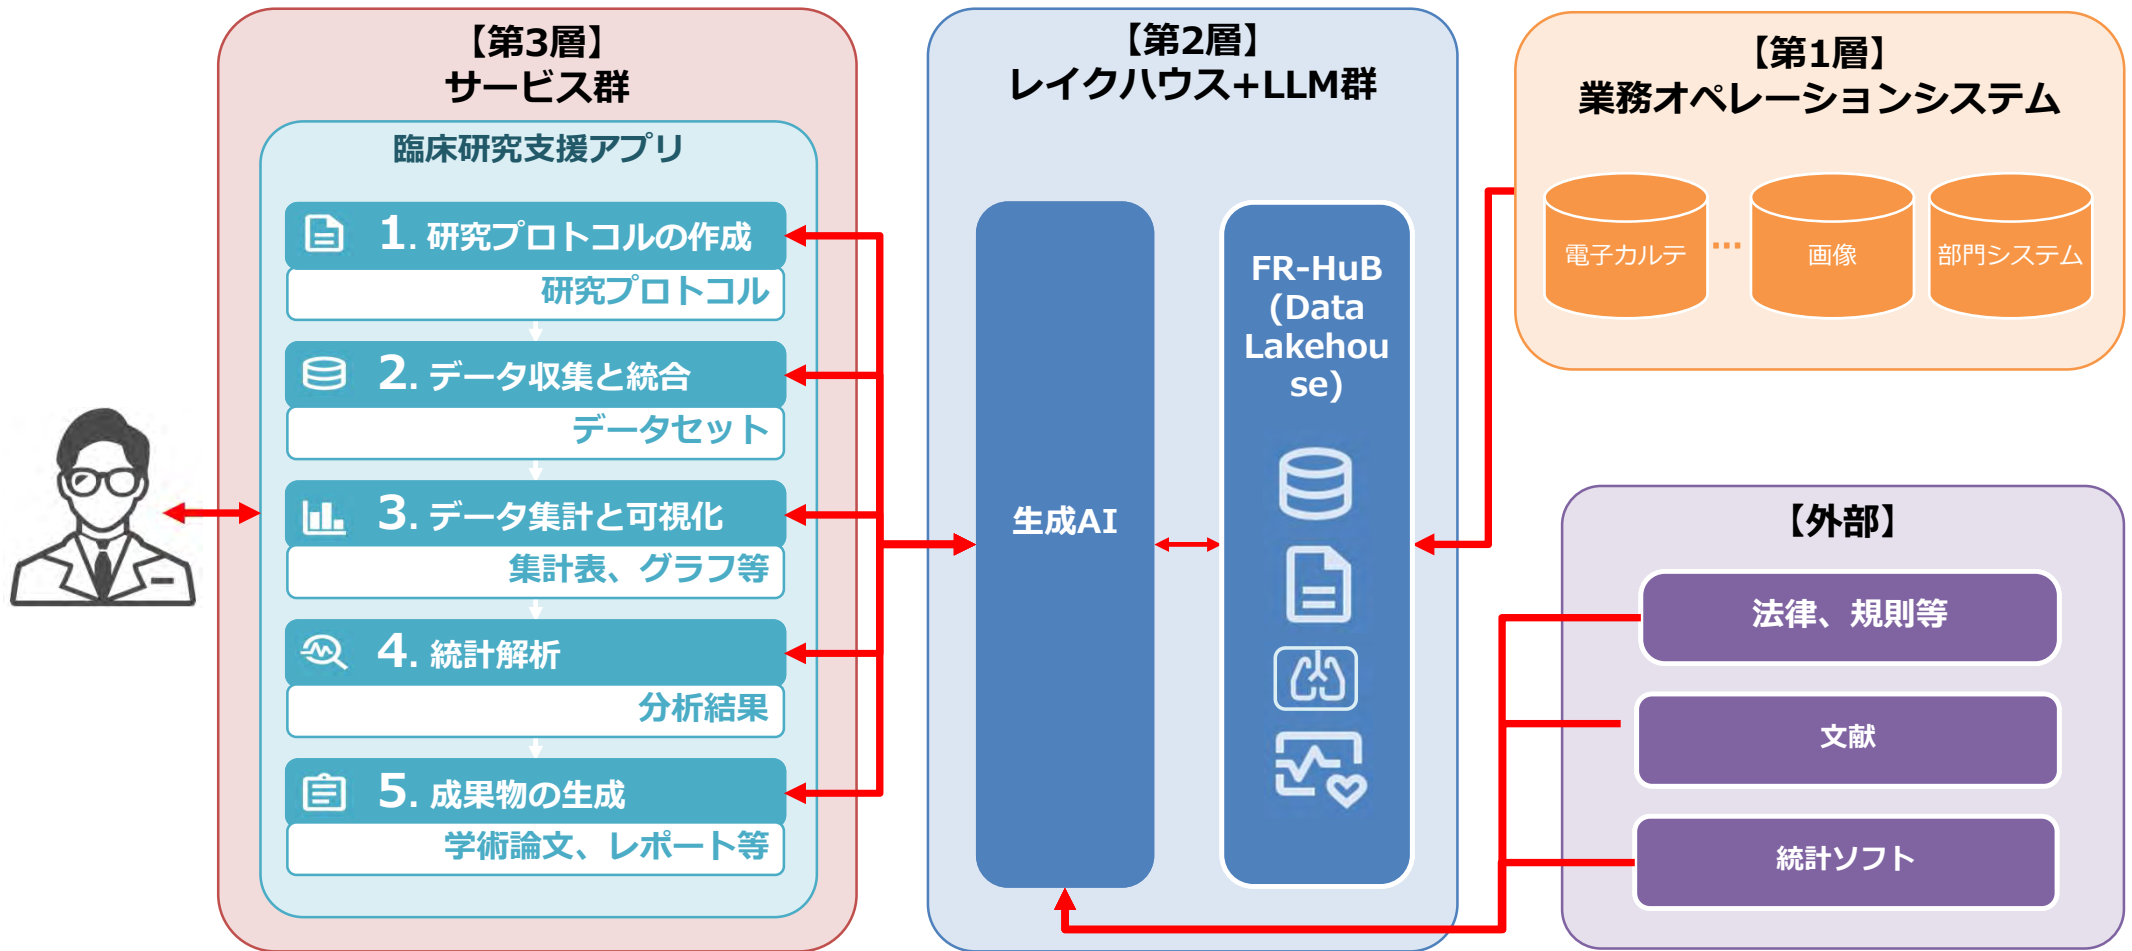 【第3層】
サービス群
臨床研究支援アプリ
1. 研究プロトコルの作成
研究プロトコル
2. データ収集と統合
データセット
3. データ集計と可視化
集計表、グラフ等
4. 統計解析
分析結果
5. 成果物の生成
学術論文、レポート等
【第2層】
レイクハウス+LLM群
生成AI
FR-HuB
(Data
Lakehou
se)
【第1層】
業務オペレーションシステム
電子カルテ
…
画像
部門システム
【外部】
法律、規則等
文献
統計ソフト